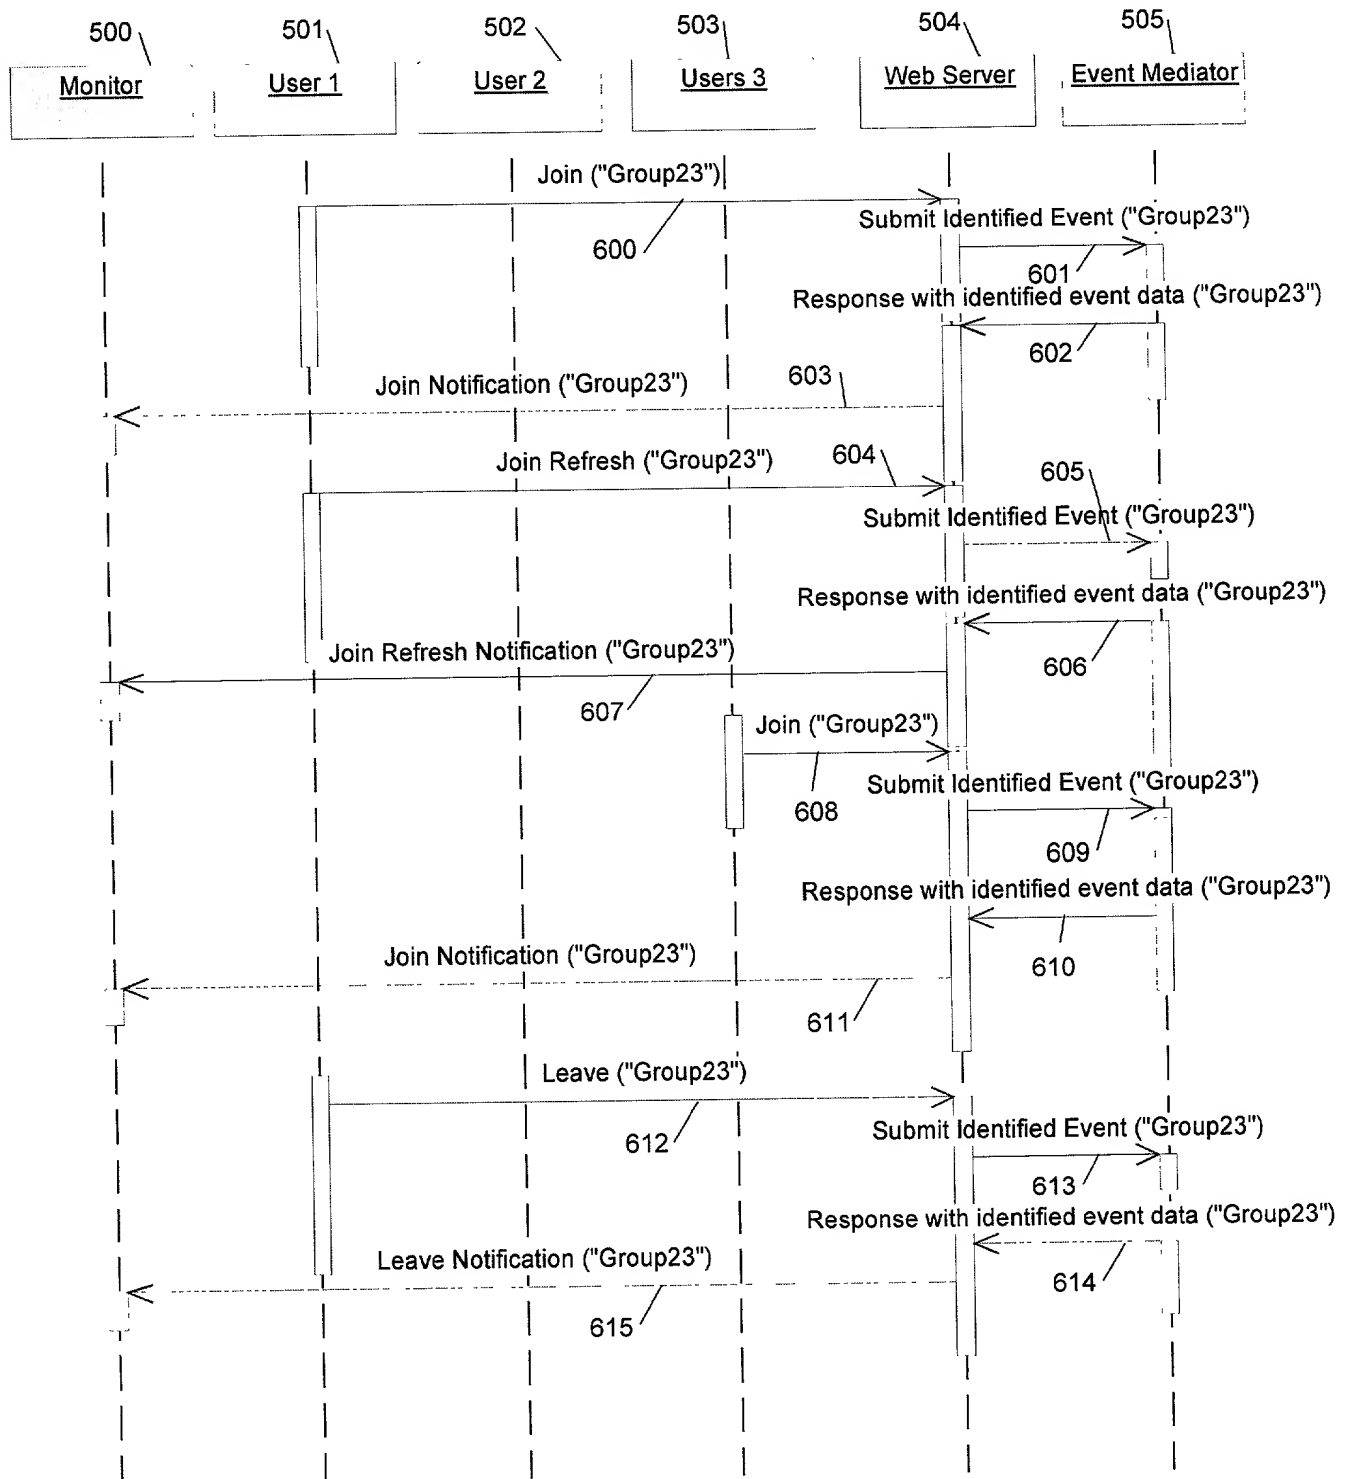 500 501 502 503 504 505
Monitor User 1 User 2 Users 3 Web Server Event Mediator
Join ("Group23")
600
Submit Identified Event ("Group23")
601
Response with identified event data ("Group23")
602
603
Join Notification ("Group23")
604
Join Refresh ("Group23")
605
Submit Identified Event ("Group23")
Response with identified event data ("Group23")
606
Join Refresh Notification ("Group23")
607
Join ("Group23")
608
Submit Identified Event ("Group23")
609
Response with identified event data ("Group23")
610
Join Notification ("Group23")
611
Leave ("Group23")
612
Submit Identified Event ("Group23")
613
Response with identified event data ("Group23")
614
Leave Notification ("Group23")
615